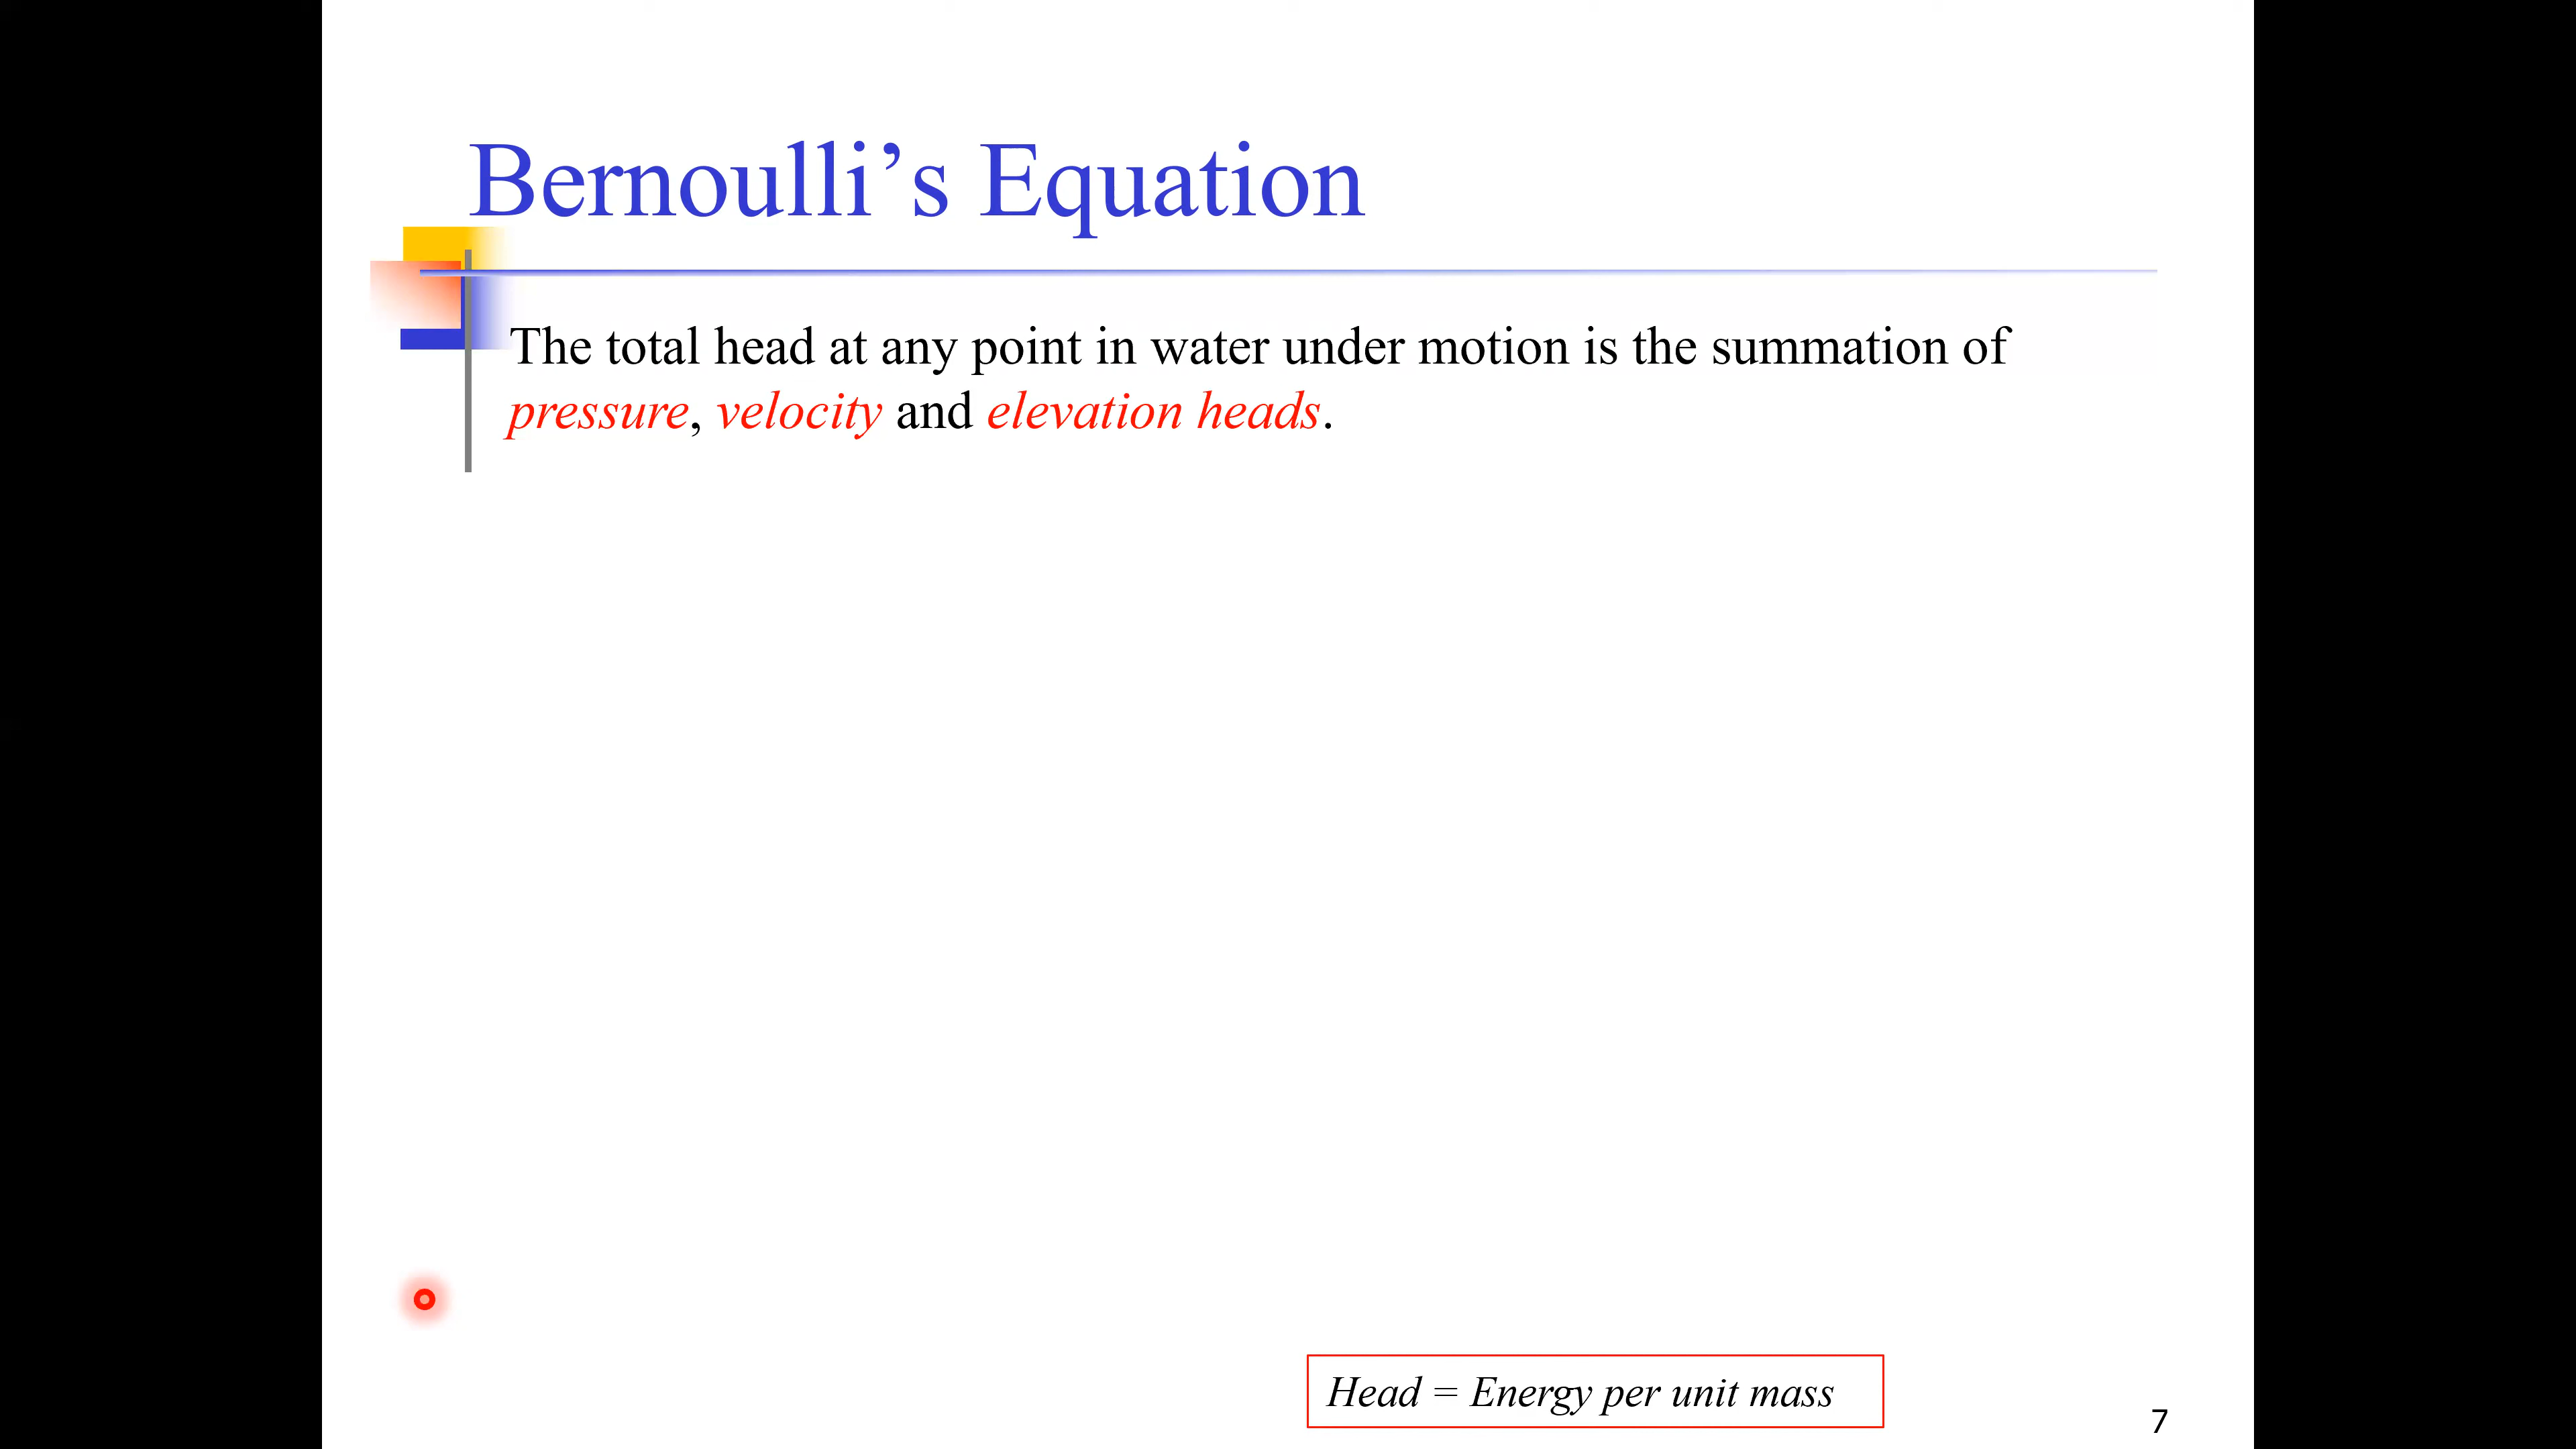 Bernoulli’s Equation
The total head at any point in water under motion is the summation of
pressure, velocity and elevation heads.
Head = Energy per unit mass
7